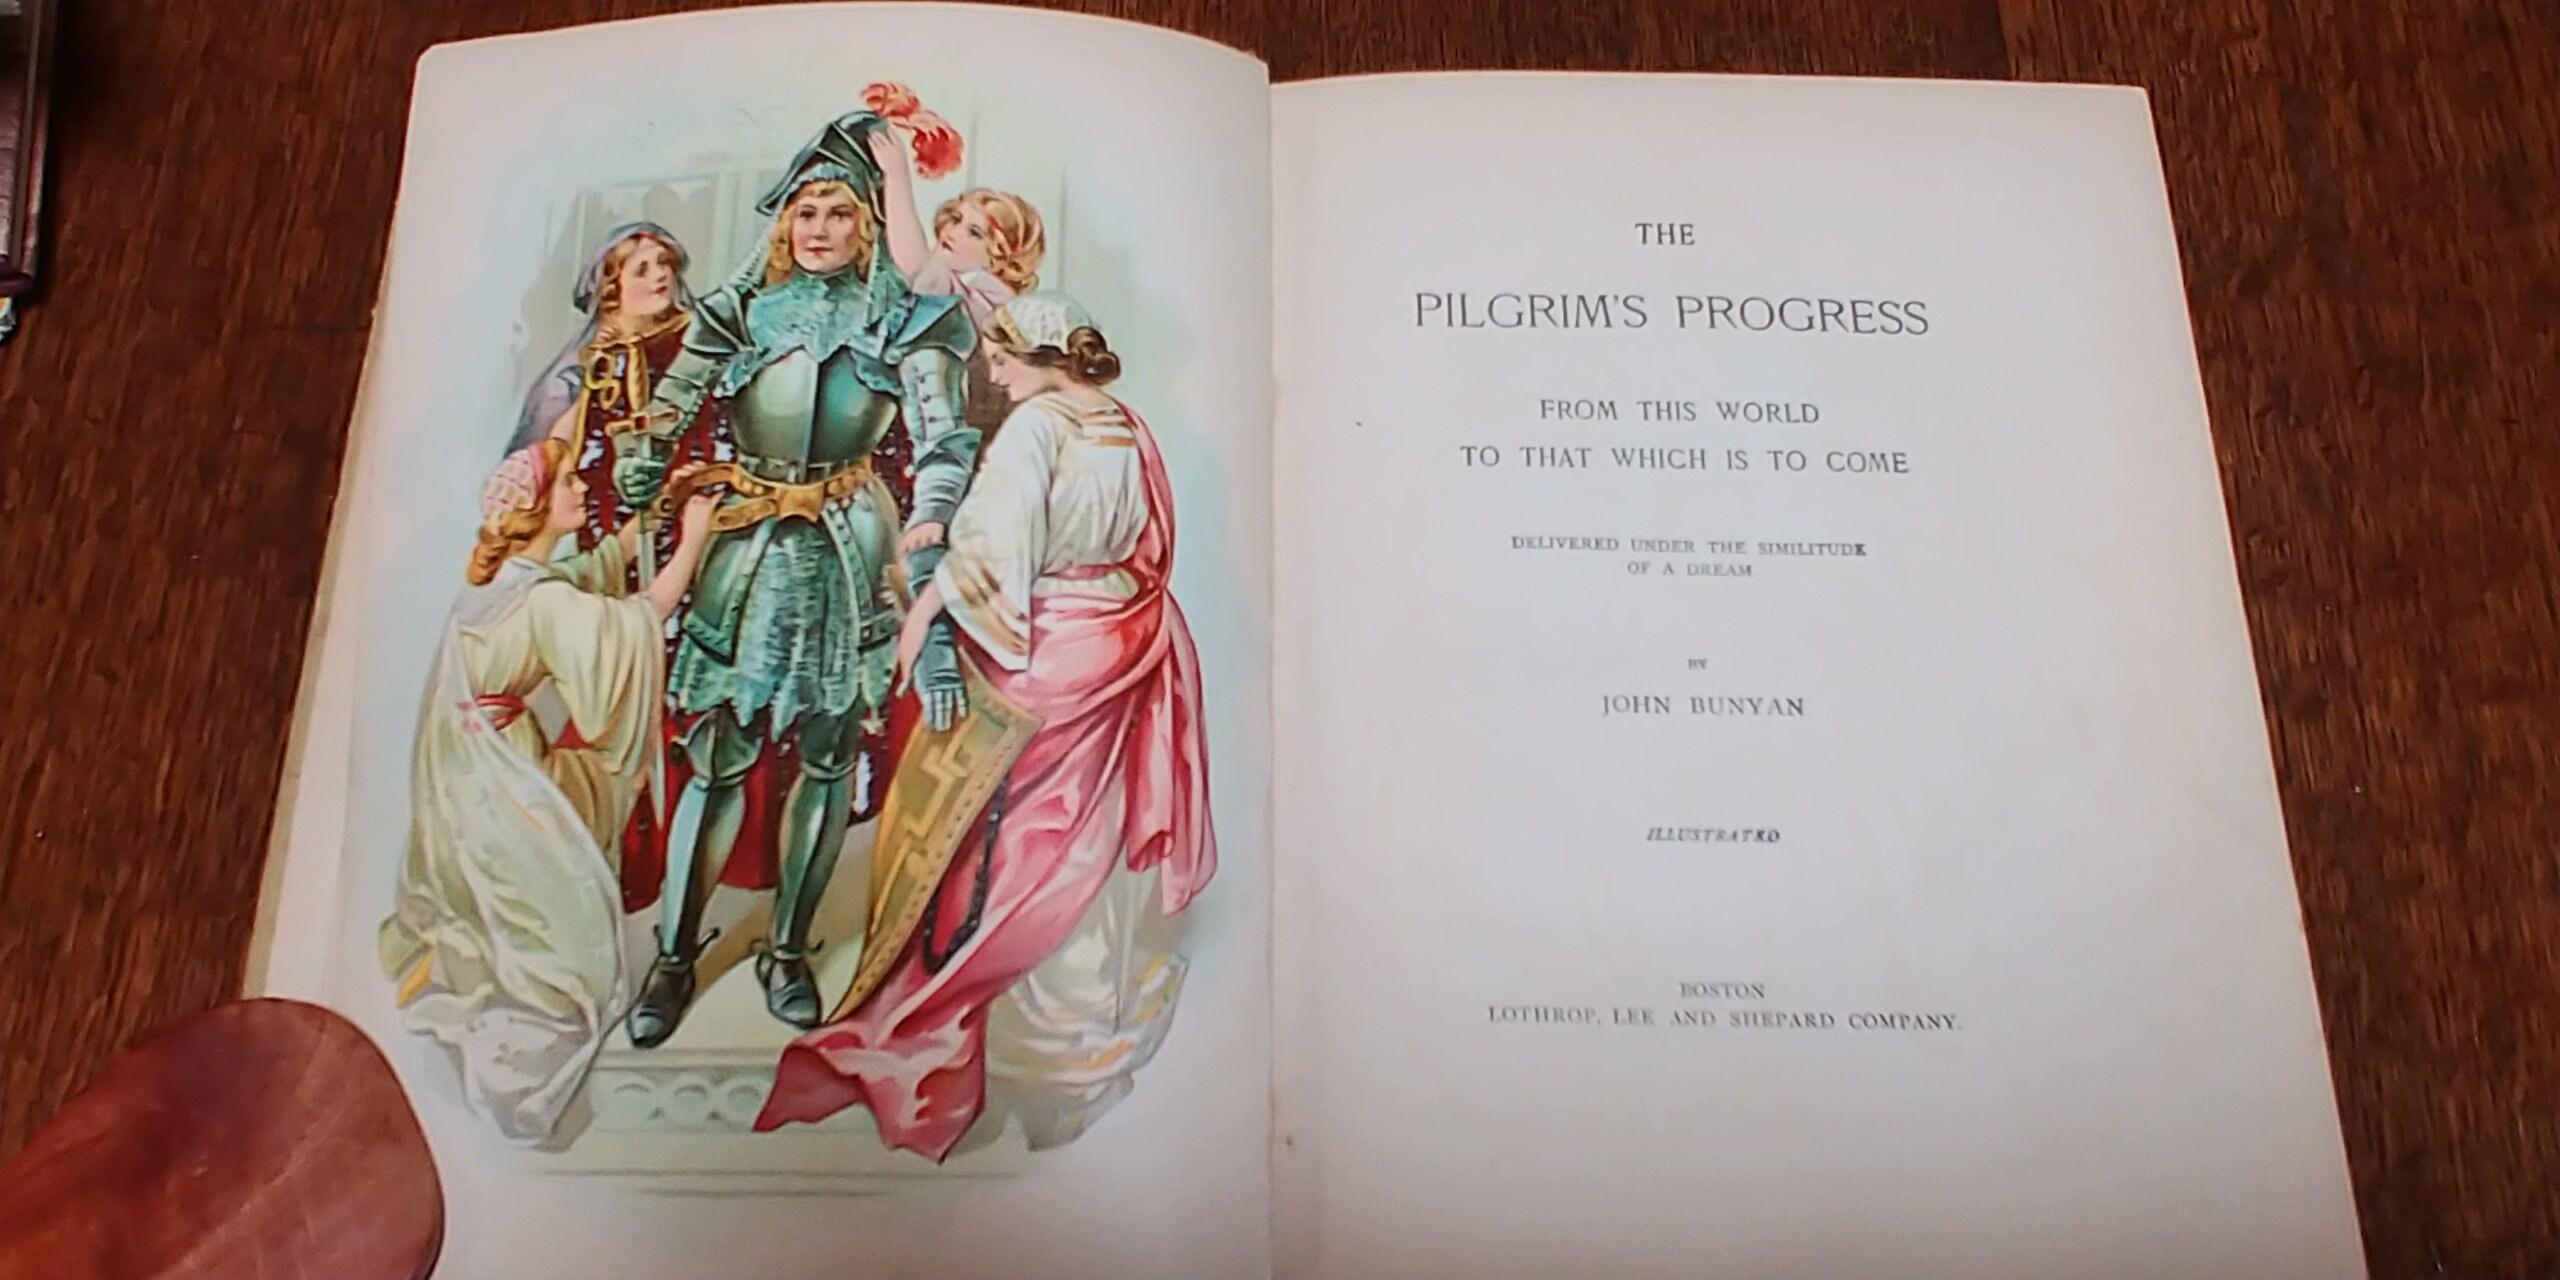 THE
PILGRIM'S PROGRESS
FROM THIS WORLD
TO THAT WHICH IS TO COME
DELIVERED UNDER THE SIMILITUDE
OF A DREAM
BY
JOHN BUNYAN
ILLUSTRATED
BOSTON
LOTHROP, LEE AND SHEPARD COMPANY.